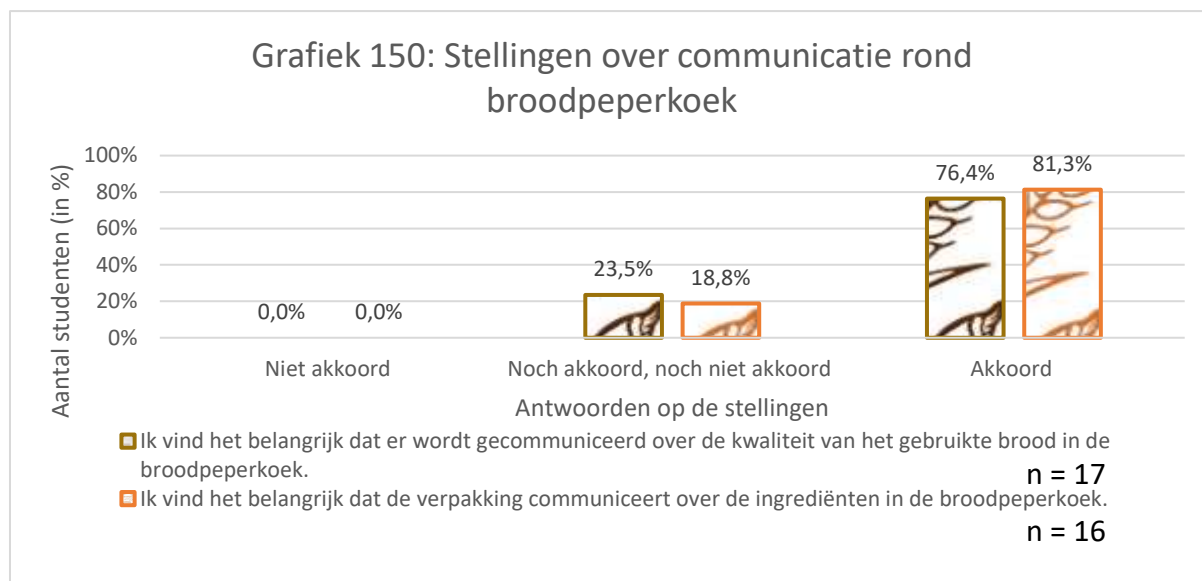 Grafiek 150: Stellingen over communicatie rond
broodpeperkoek
Aantal studenten (in %)
100%
80%
60%
40%
20%
0%
0,0%
0,0%
23,5%
18,8%
76,4%
81,3%
Niet akkoord
Noch akkoord, noch niet akkoord
Akkoord
Antwoorden op de stellingen
Ik vind het belangrijk dat er wordt gecommuniceerd over de kwaliteit van het gebruikte brood in de
broodpeperkoek.
n = 17
Ik vind het belangrijk dat de verpakking communiceert over de ingrediënten in de broodpeperkoek.
n = 16